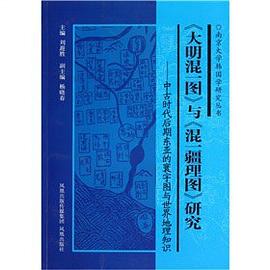 ○南京大学韩国学研究丛书
《大明混一图》与《混一疆理图》研究
——中古时代后期东亚的寰宇图与世界地理知识
主编 刘迎胜 副主编 杨晓春
凤凰出版传媒集团
凤凰出版社